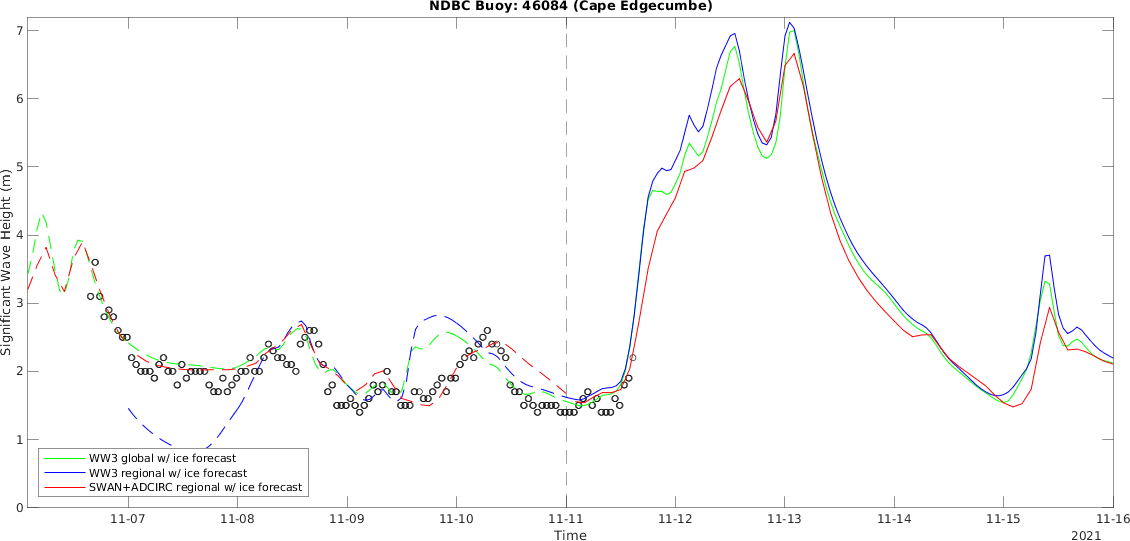 NDBC Buoy: 46084 (Cape Edgecumbe)
7
6
5
4
3
2
1
0
Significant Wave Height (m)
WW3 global w/ ice forecast
WW3 regional w/ ice forecast
SWAN+ADCIRC regional w/ ice forecast
11-07 11-08 11-09 11-10 11-11 11-12 11-13 11-14 11-15 11-16
Time
2021